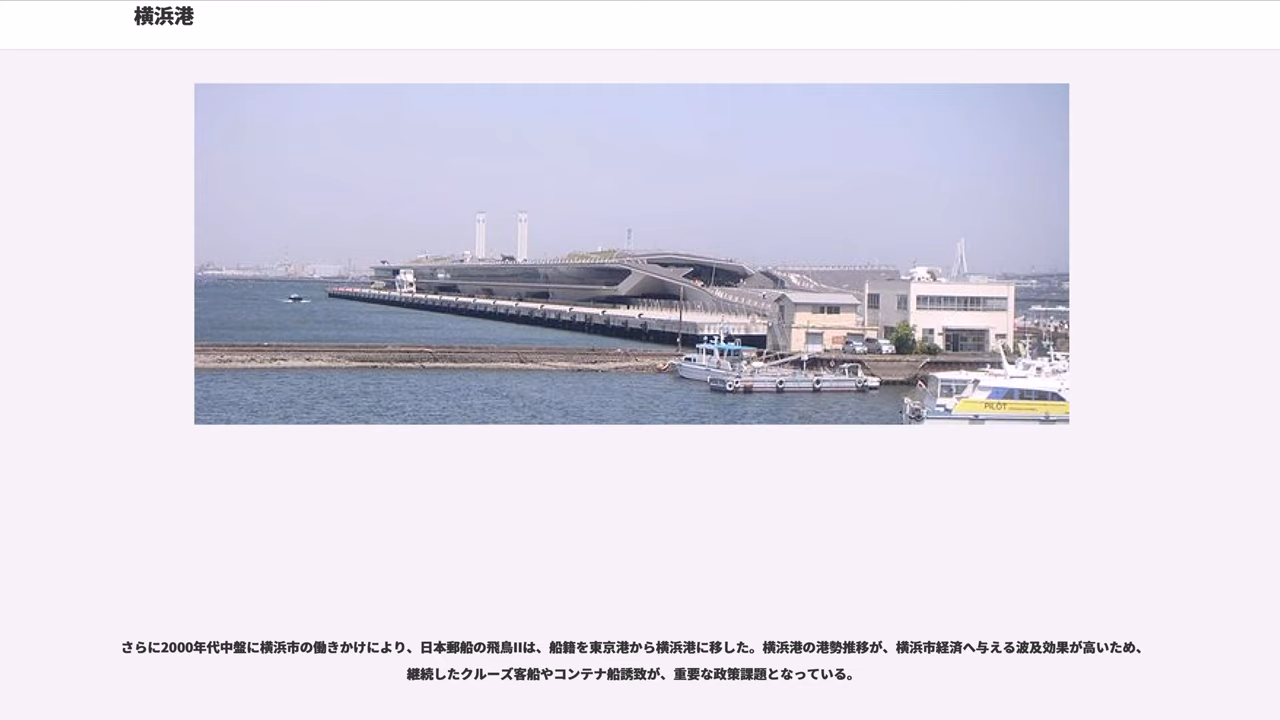 横浜港
PILOT
さらに2000年代中盤に横浜市の働きかけにより、日本郵船の飛鳥IIは、船籍を東京港から横浜港に移した。横浜港の港勢推移が、横浜市経済へ与える波及効果が高いため、
継続したクルーズ客船やコンテナ船誘致が、重要な政策課題となっている。